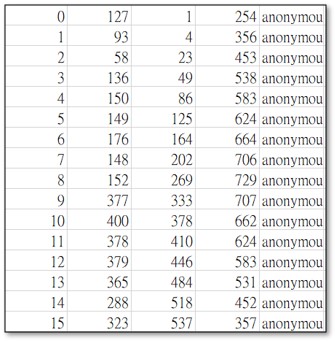 0 127 1 254 anonymou
1 93 4 356 anonymou
2 58 23 453 anonymou
3 136 49 538 anonymou
4 150 86 583 anonymou
5 149 125 624 anonymou
6 176 164 664 anonymou
7 148 202 706 anonymou
8 152 269 729 anonymou
9 377 333 707 anonymou
10 400 378 662 anonymou
11 378 410 624 anonymou
12 379 446 583 anonymou
13 365 484 531 anonymou
14 288 518 452 anonymou
15 323 537 357 anonymou